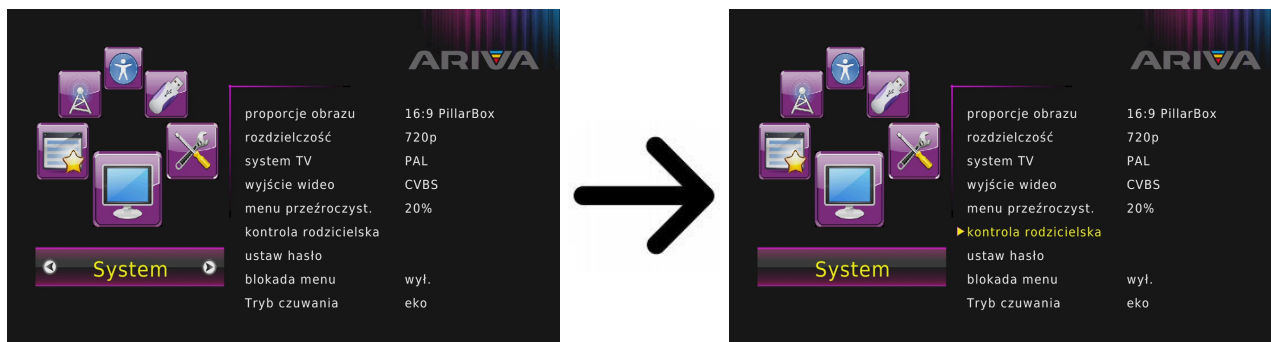 ARIVA
proporcje obrazu 16:9 PillarBox
rozdzielczość 720p
system TV PAL
wyjście wideo CVBS
menu przeźroczyst. 20%
kontrola rodzicielska
ustaw hasło
blokada menu wył.
Tryb czuwania eko
System
ARIVA
proporcje obrazu 16:9 PillarBox
rozdzielczość 720p
system TV PAL
wyjście wideo CVBS
menu przeźroczyst. 20%
kontrola rodzicielska
ustaw hasło
blokada menu wył.
Tryb czuwania eko
System